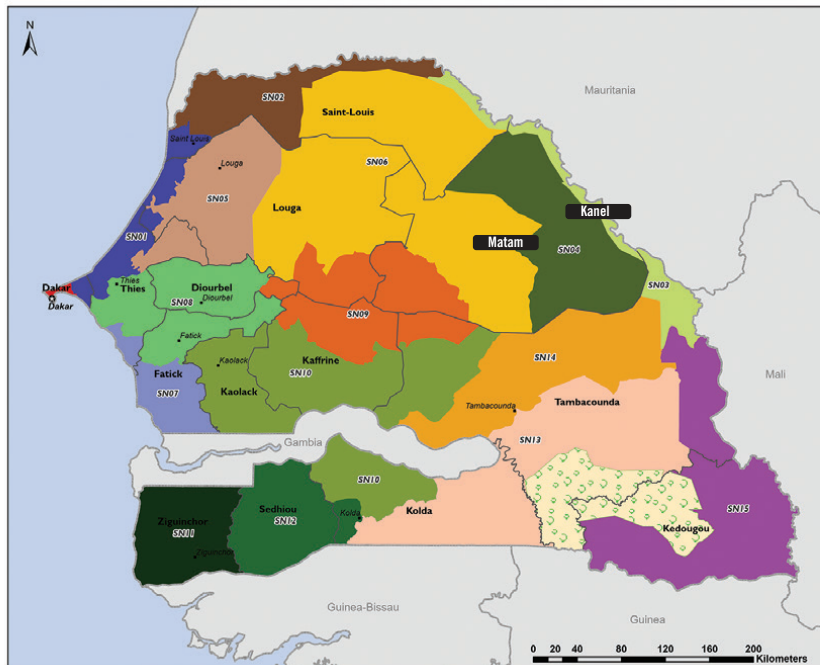 N
Mauritania
SN02
Saint-Louis
Saint Louis
SN06
Louga
SN05
Louga
Kanel
SN01
Matam
SN04
Dakar
Dakar
Thies
Thies
Diourbel
Diourbel
SN08
SN03
SN09
Fatick
SN14
Kaolack
Kaffrine
SN10
Fatick
Kaolack
SN07
Mali
Tambacounda
Tambacounda
Gambia
SN13
SN10
Sedhiou
Kolda
Kolda
SN15
Ziguinchor
SN11
SN12
Kedougou
Ziguinchor
Guinea-Bissau
Guinea
0 20 40 80 120 160 200
Kilometers